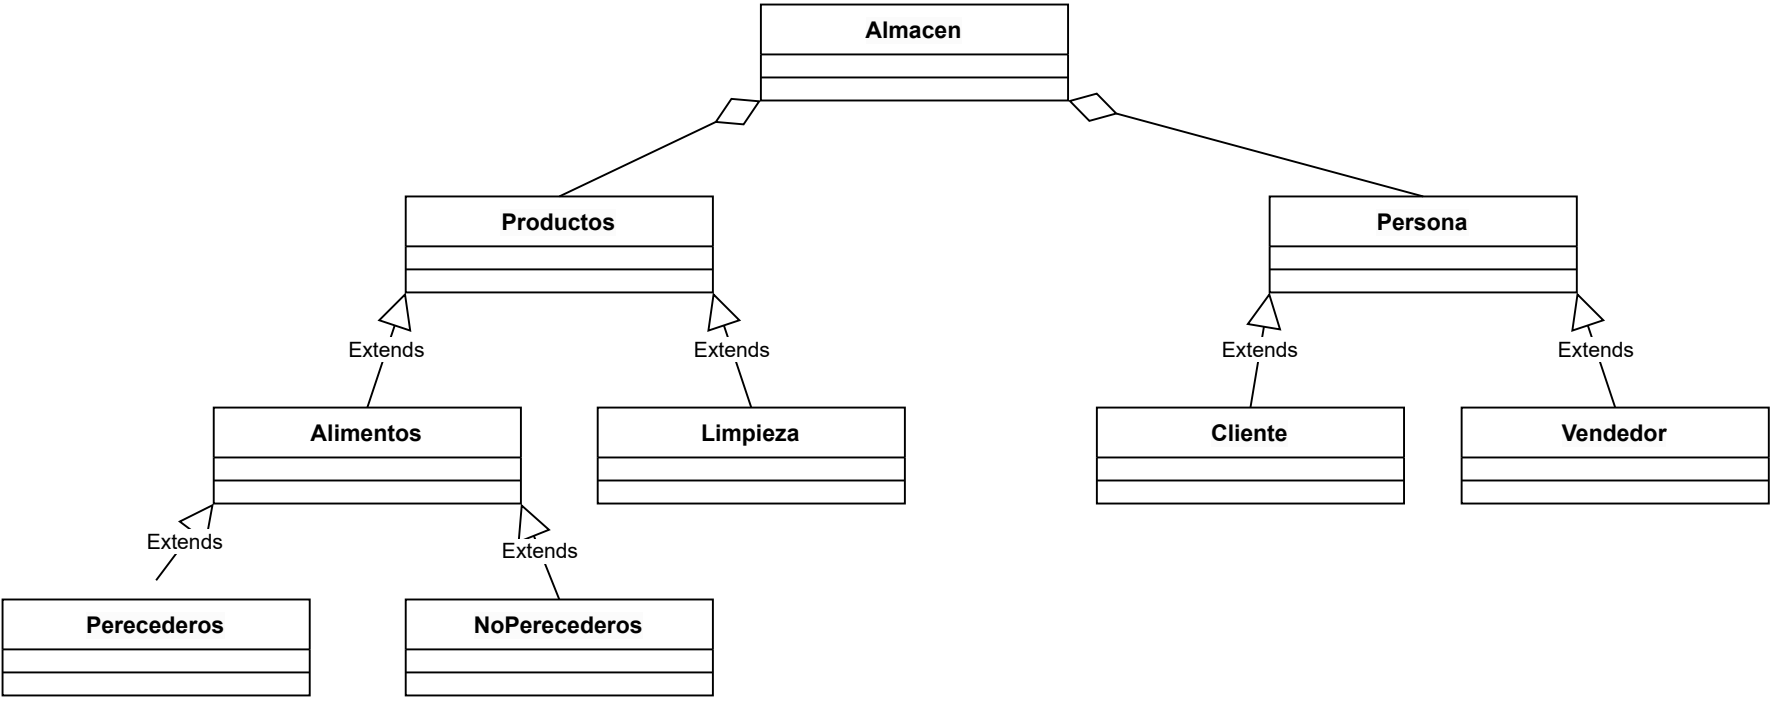 Almacen
Productos
Persona
Extends
Extends
Extends
Extends
Alimentos
Limpieza
Cliente
Vendedor
Extends
Extends
Perecederos
NoPerecederos